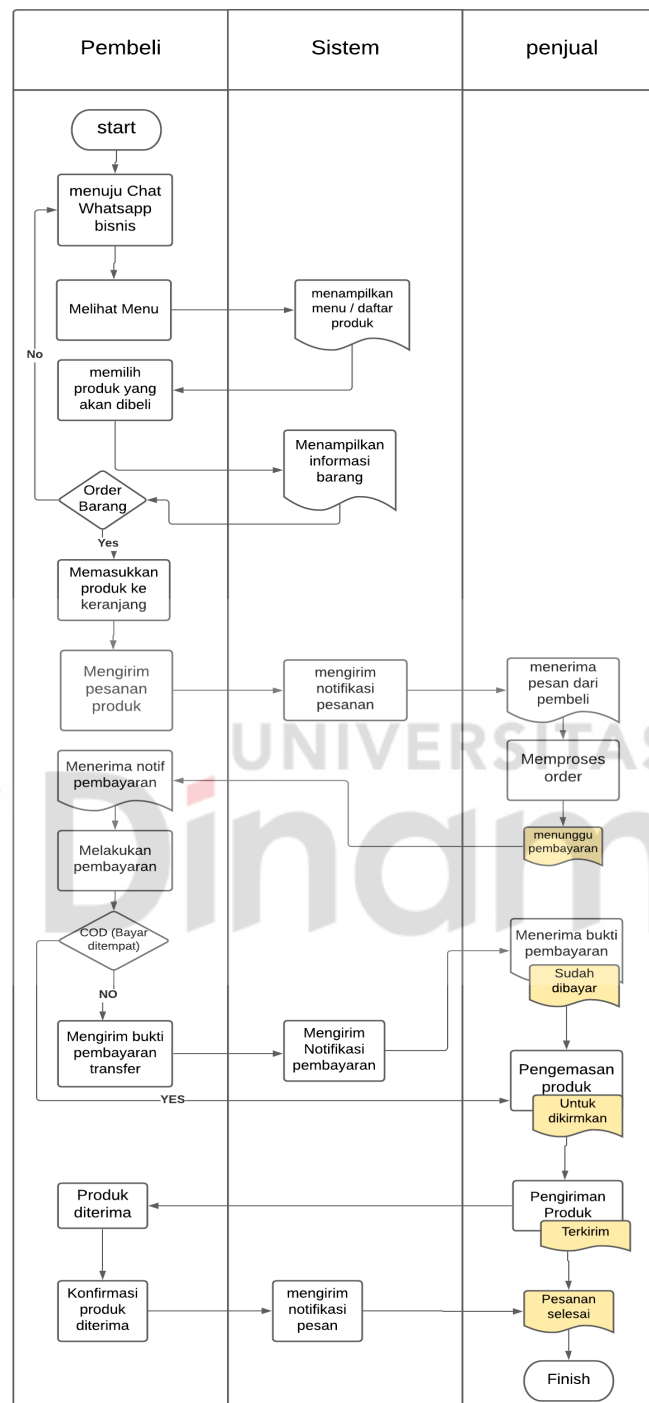 Pembeli
Sistem
penjual
start
menuju Chat
Whatsapp
bisnis
Melihat Menu
menampilkan
menu / daftar
produk
No
memilih
produk yang
akan dibeli
Menampilkan
informasi
barang
Order
Barang
Yes
Memasukkan
produk ke
keranjang
Mengirim
pesanan
produk
mengirim
notifikasi
pesanan
menerima
pesan dari
pembeli
UNIVERSITAS
Memproses
order
Menerima notif
pembayaran
Dinam
menunggu
pembayaran
Melakukan
pembayaran
COD (Bayar
ditempat)
Menerima bukti
pembayaran
Sudah
dibayar
NO
Mengirim bukti
pembayaran
transfer
Mengirim
Notifikasi
pembayaran
Pengemasan
produk
YES
Untuk
dikirmkan
Produk
diterima
Pengiriman
Produk
Terkirim
Konfirmasi
produk
diterima
mengirim
notifikasi
pesan
Pesanan
selesai
Finish